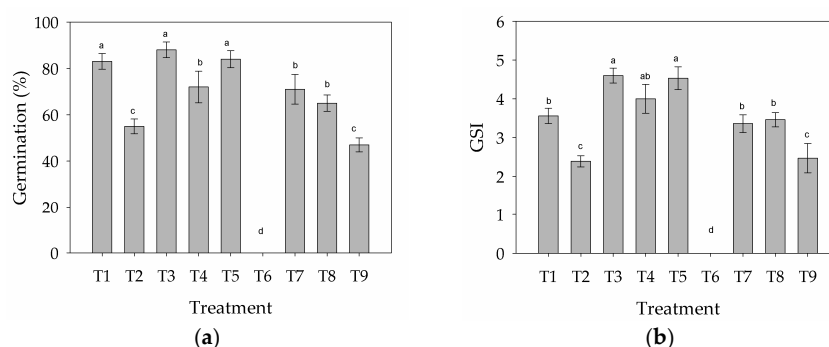 100
80
60
40
20
0
Germination (%)
a
c
a
b
a
d
b
b
c
T1 T2 T3 T4 T5 T6 T7 T8 T9
Treatment
(a)
6
5
4
3
2
1
0
GSI
b
c
a
ab
a
d
b
b
c
T1 T2 T3 T4 T5 T6 T7 T8 T9
Treatment
(b)